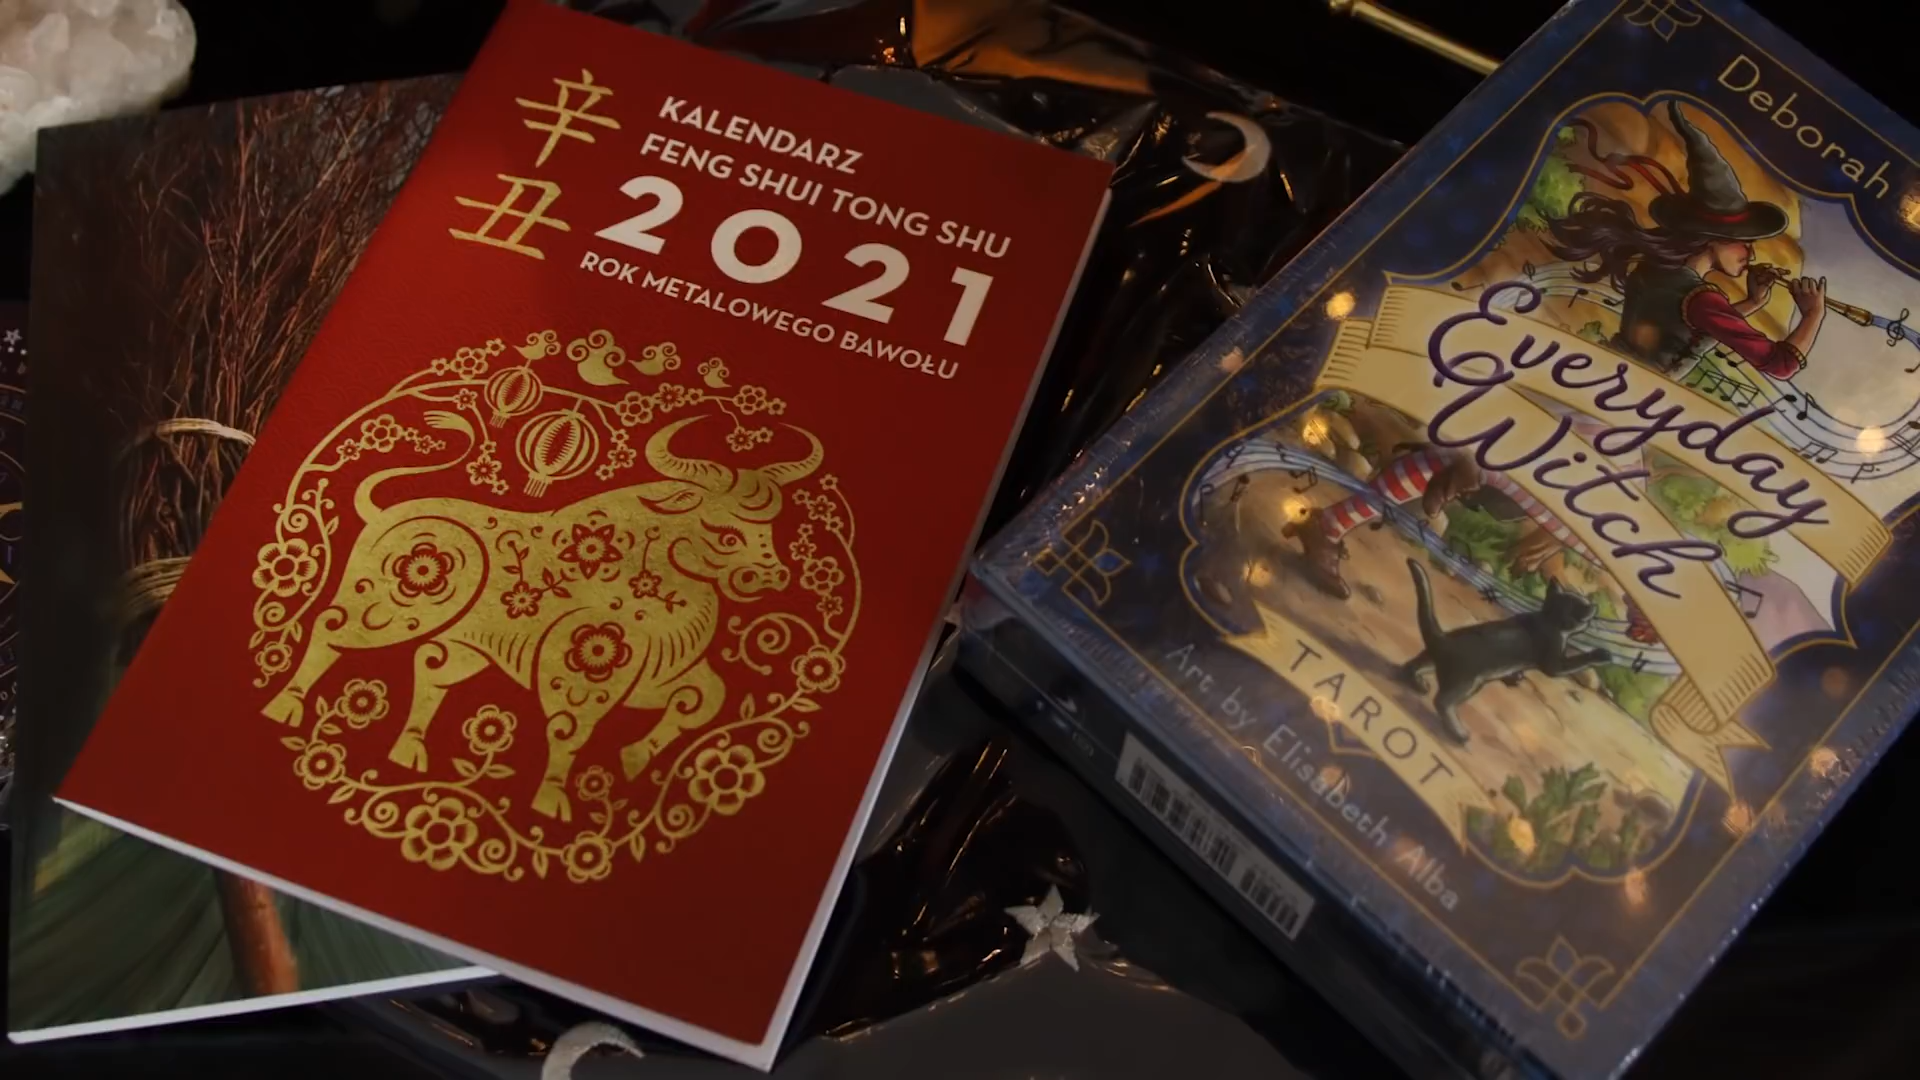 辛丑
KALENDARZ
FENG SHUI TONG SHU
2021
ROK METALOWEGO BAWOŁU
Deborah
Everyday
Witch
TAROT
Art by Elisabeth Alba